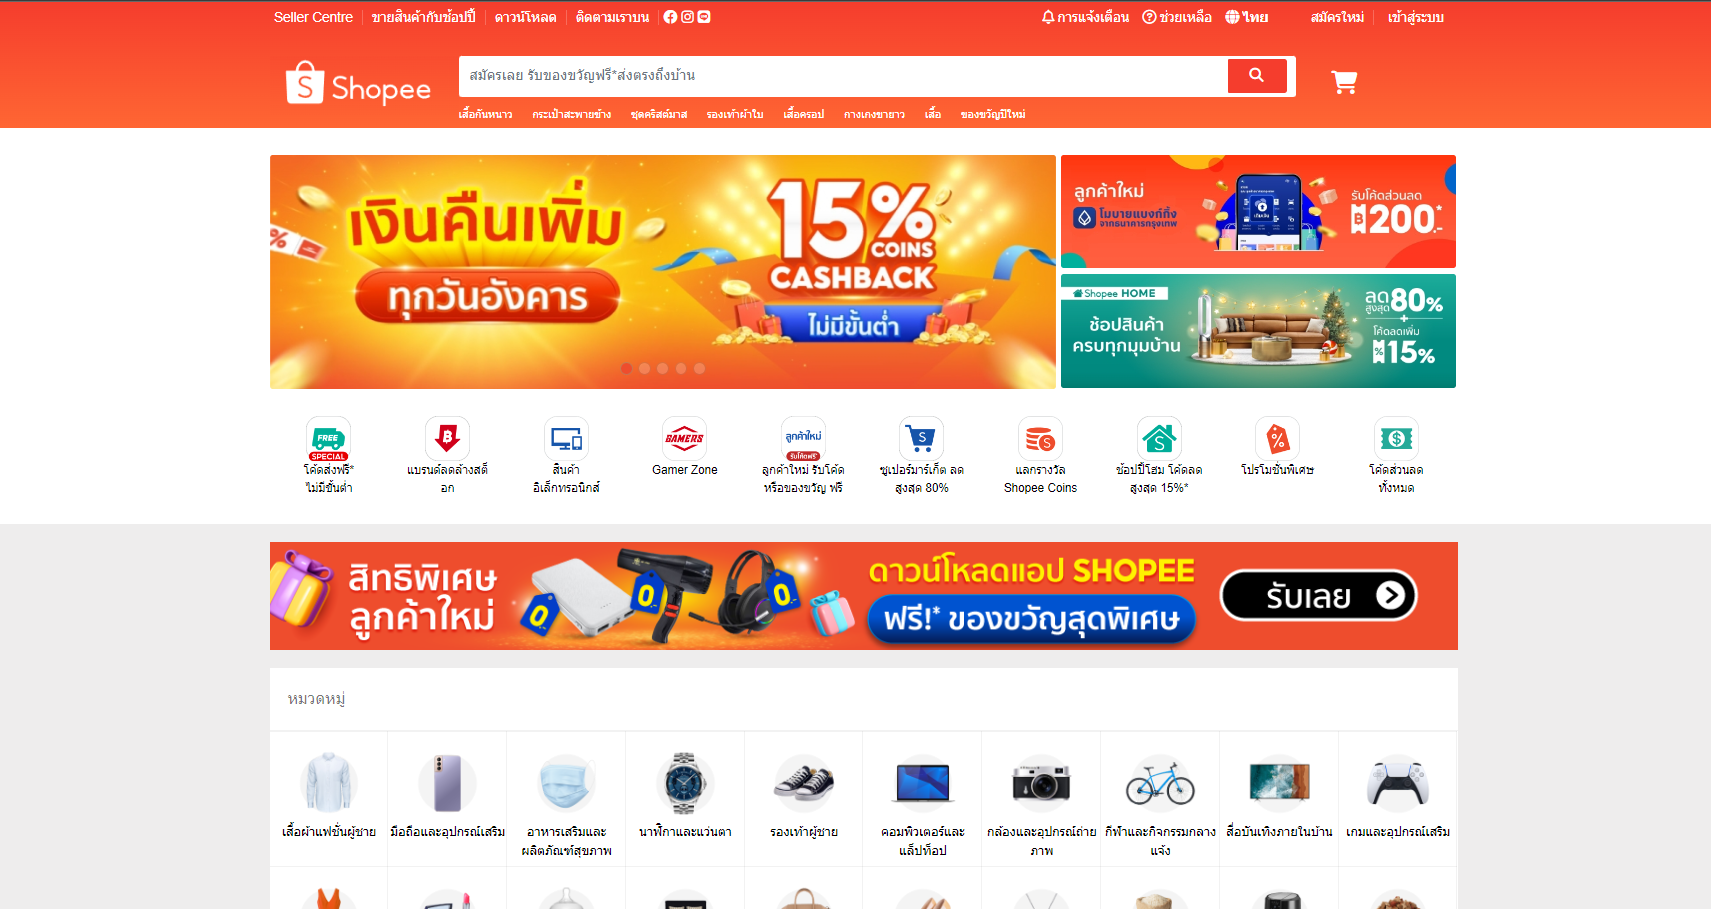 Seller Centre
ขายสินค้ากับช้อปปี้
ดาวน์โหลด
ติดตามเราบน
การแจ้งเตือน
ช่วยเหลือ
ไทย
สมัครใหม่
เข้าสู่ระบบ
S Shopee
สมัครเลย รับของขวัญฟรี*ส่งตรงถึงบ้าน
เสื้อกันหนาว
กระเป๋าสะพายข้าง
ชุดคริสต์มาส
รองเท้าผ้าใบ
เสื้อครอป
กางเกงขายาว
เสื้อ
ของขวัญปีใหม่
%
เงินคืนเพิ่ม
ทุกวันอังคาร
15%
COINS
CASHBACK
ไม่มีขั้นต่ำ
ลูกค้าใหม่
โมบายแบงก์กิ้ง
จากธนาคารกรุงเทพ
รับโค้ดส่วนลด
฿200.-*
Shopee HOME
ช้อปสินค้า
ครบทุกมุมบ้าน
ลดสูงสุด 80%
+
โค้ดลดเพิ่ม
% 15%
FREE
SPECIAL
โค้ดส่งฟรี*
ไม่มีขั้นต่ำ
฿
แบรนด์ลดล้างสต็
อก
สินค้า
อิเล็กทรอนิกส์
GAMERS
Gamer Zone
ลูกค้าใหม่
รับโค้ดฟรี*
ลูกค้าใหม่ รับโค้ด
หรือของขวัญ ฟรี
S
ซูเปอร์มาร์เก็ต ลด
สูงสุด 80%
S
แลกรางวัล
Shopee Coins
S
ช้อปปี้โฮม โค้ดลด
สูงสุด 15%*
%
โปรโมชั่นพิเศษ
$
โค้ดส่วนลด
ทั้งหมด
สิทธิพิเศษ
ลูกค้าใหม่
0.-
0.-
0.-
ดาวน์โหลดแอป SHOPEE
ฟรี!* ของขวัญสุดพิเศษ
รับเลย
หมวดหมู่
เสื้อผ้าแฟชั่นผู้ชาย
มือถือและอุปกรณ์เสริม
อาหารเสริมและ
ผลิตภัณฑ์สุขภาพ
นาฬิกาและแว่นตา
รองเท้าผู้ชาย
คอมพิวเตอร์และ
แล็ปท็อป
กล้องและอุปกรณ์ถ่าย
ภาพ
กีฬาและกิจกรรมกลาง
แจ้ง
สื่อบันเทิงภายในบ้าน
เกมและอุปกรณ์เสริม